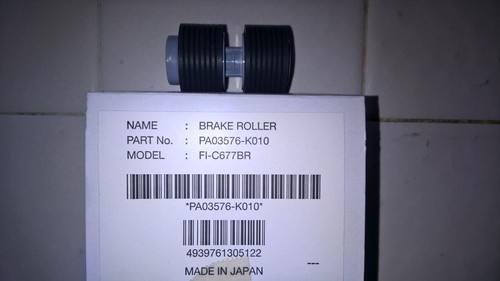 NAME : BRAKE ROLLER
PART No. : PA03576-K010
MODEL : FI-C677BR
*PA03576-K010*
4939761305122
MADE IN JAPAN